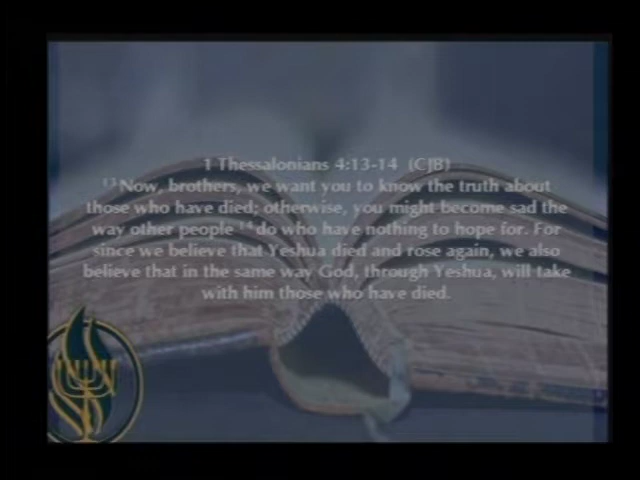 1 Thessalonians 4:13-14 (CJB)
13 Now, brothers, we want you to know the truth about
those who have died; otherwise, you might become sad the
way other people 14 do who have nothing to hope for. For
since we believe that Yeshua died and rose again, we also
believe that in the same way God, through Yeshua, will take
with him those who have died.